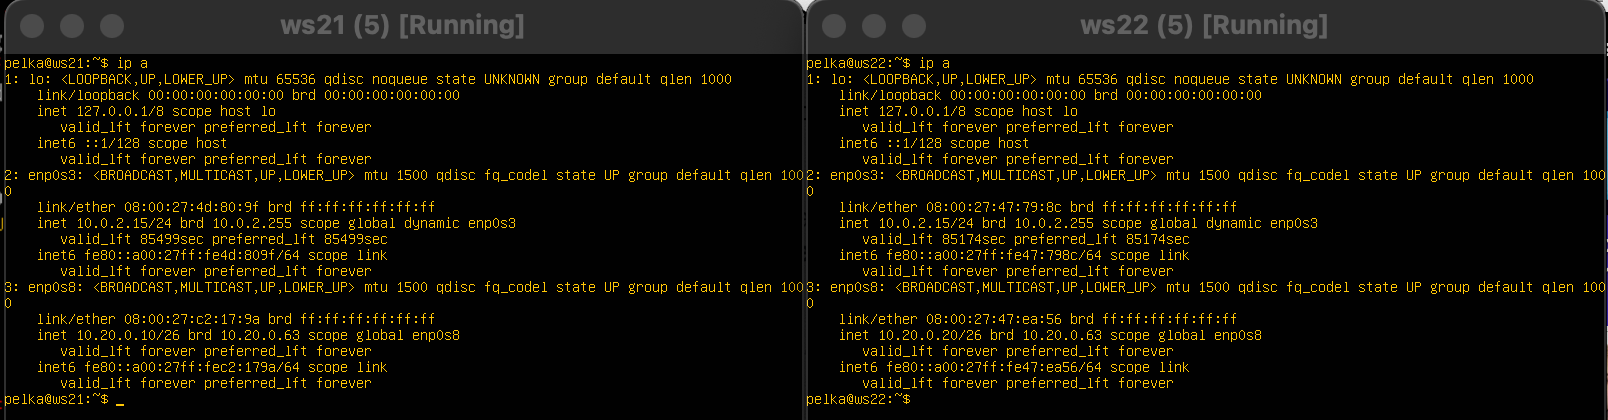 ws21 (5) [Running]
pelka@ws21:~$ ip a
1: lo: <LOOPBACK,UP,LOWER_UP> mtu 65536 qdisc noqueue state UNKNOWN group default qlen 1000
    link/loopback 00:00:00:00:00:00 brd 00:00:00:00:00:00
    inet 127.0.0.1/8 scope host lo
       valid_lft forever preferred_lft forever
    inet6 ::1/128 scope host
       valid_lft forever preferred_lft forever
2: enp0s3: <BROADCAST,MULTICAST,UP,LOWER_UP> mtu 1500 qdisc fq_codel state UP group default qlen 100
0
    link/ether 08:00:27:4d:80:9f brd ff:ff:ff:ff:ff:ff
    inet 10.0.2.15/24 brd 10.0.2.255 scope global dynamic enp0s3
       valid_lft 85499sec preferred_lft 85499sec
    inet6 fe80::a00:27ff:fe4d:809f/64 scope link
       valid_lft forever preferred_lft forever
3: enp0s8: <BROADCAST,MULTICAST,UP,LOWER_UP> mtu 1500 qdisc fq_codel state UP group default qlen 100
0
    link/ether 08:00:27:c2:17:9a brd ff:ff:ff:ff:ff:ff
    inet 10.20.0.10/26 brd 10.20.0.63 scope global enp0s8
       valid_lft forever preferred_lft forever
    inet6 fe80::a00:27ff:fec2:179a/64 scope link
       valid_lft forever preferred_lft forever
pelka@ws21:~$ _
ws22 (5) [Running]
pelka@ws22:~$ ip a
1: lo: <LOOPBACK,UP,LOWER_UP> mtu 65536 qdisc noqueue state UNKNOWN group default qlen 1000
    link/loopback 00:00:00:00:00:00 brd 00:00:00:00:00:00
    inet 127.0.0.1/8 scope host lo
       valid_lft forever preferred_lft forever
    inet6 ::1/128 scope host
       valid_lft forever preferred_lft forever
2: enp0s3: <BROADCAST,MULTICAST,UP,LOWER_UP> mtu 1500 qdisc fq_codel state UP group default qlen 100
0
    link/ether 08:00:27:47:79:8c brd ff:ff:ff:ff:ff:ff
    inet 10.0.2.15/24 brd 10.0.2.255 scope global dynamic enp0s3
       valid_lft 85174sec preferred_lft 85174sec
    inet6 fe80::a00:27ff:fe47:798c/64 scope link
       valid_lft forever preferred_lft forever
3: enp0s8: <BROADCAST,MULTICAST,UP,LOWER_UP> mtu 1500 qdisc fq_codel state UP group default qlen 100
0
    link/ether 08:00:27:47:ea:56 brd ff:ff:ff:ff:ff:ff
    inet 10.20.0.20/26 brd 10.20.0.63 scope global enp0s8
       valid_lft forever preferred_lft forever
    inet6 fe80::a00:27ff:fe47:ea56/64 scope link
       valid_lft forever preferred_lft forever
pelka@ws22:~$